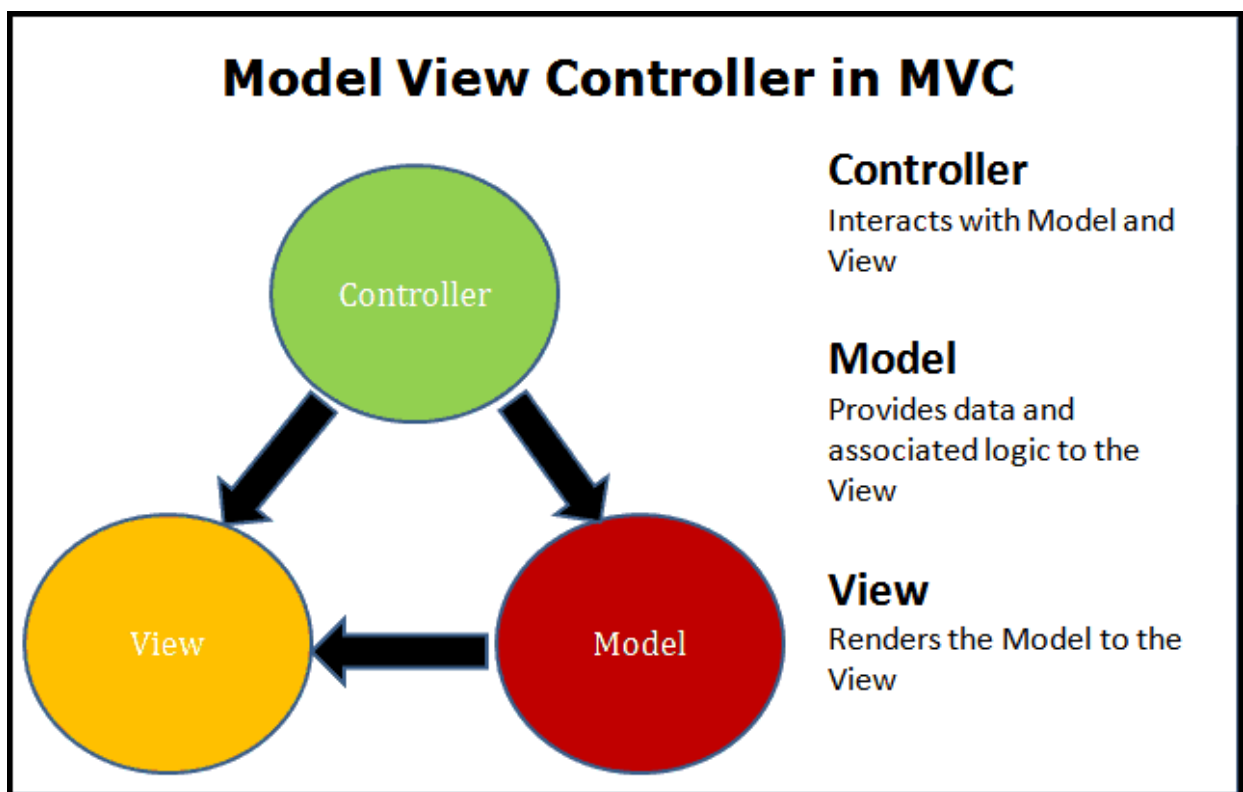 Model View Controller in MVC
Controller
View
Model
Controller
Interacts with Model and
View
Model
Provides data and
associated logic to the
View
View
Renders the Model to the
View